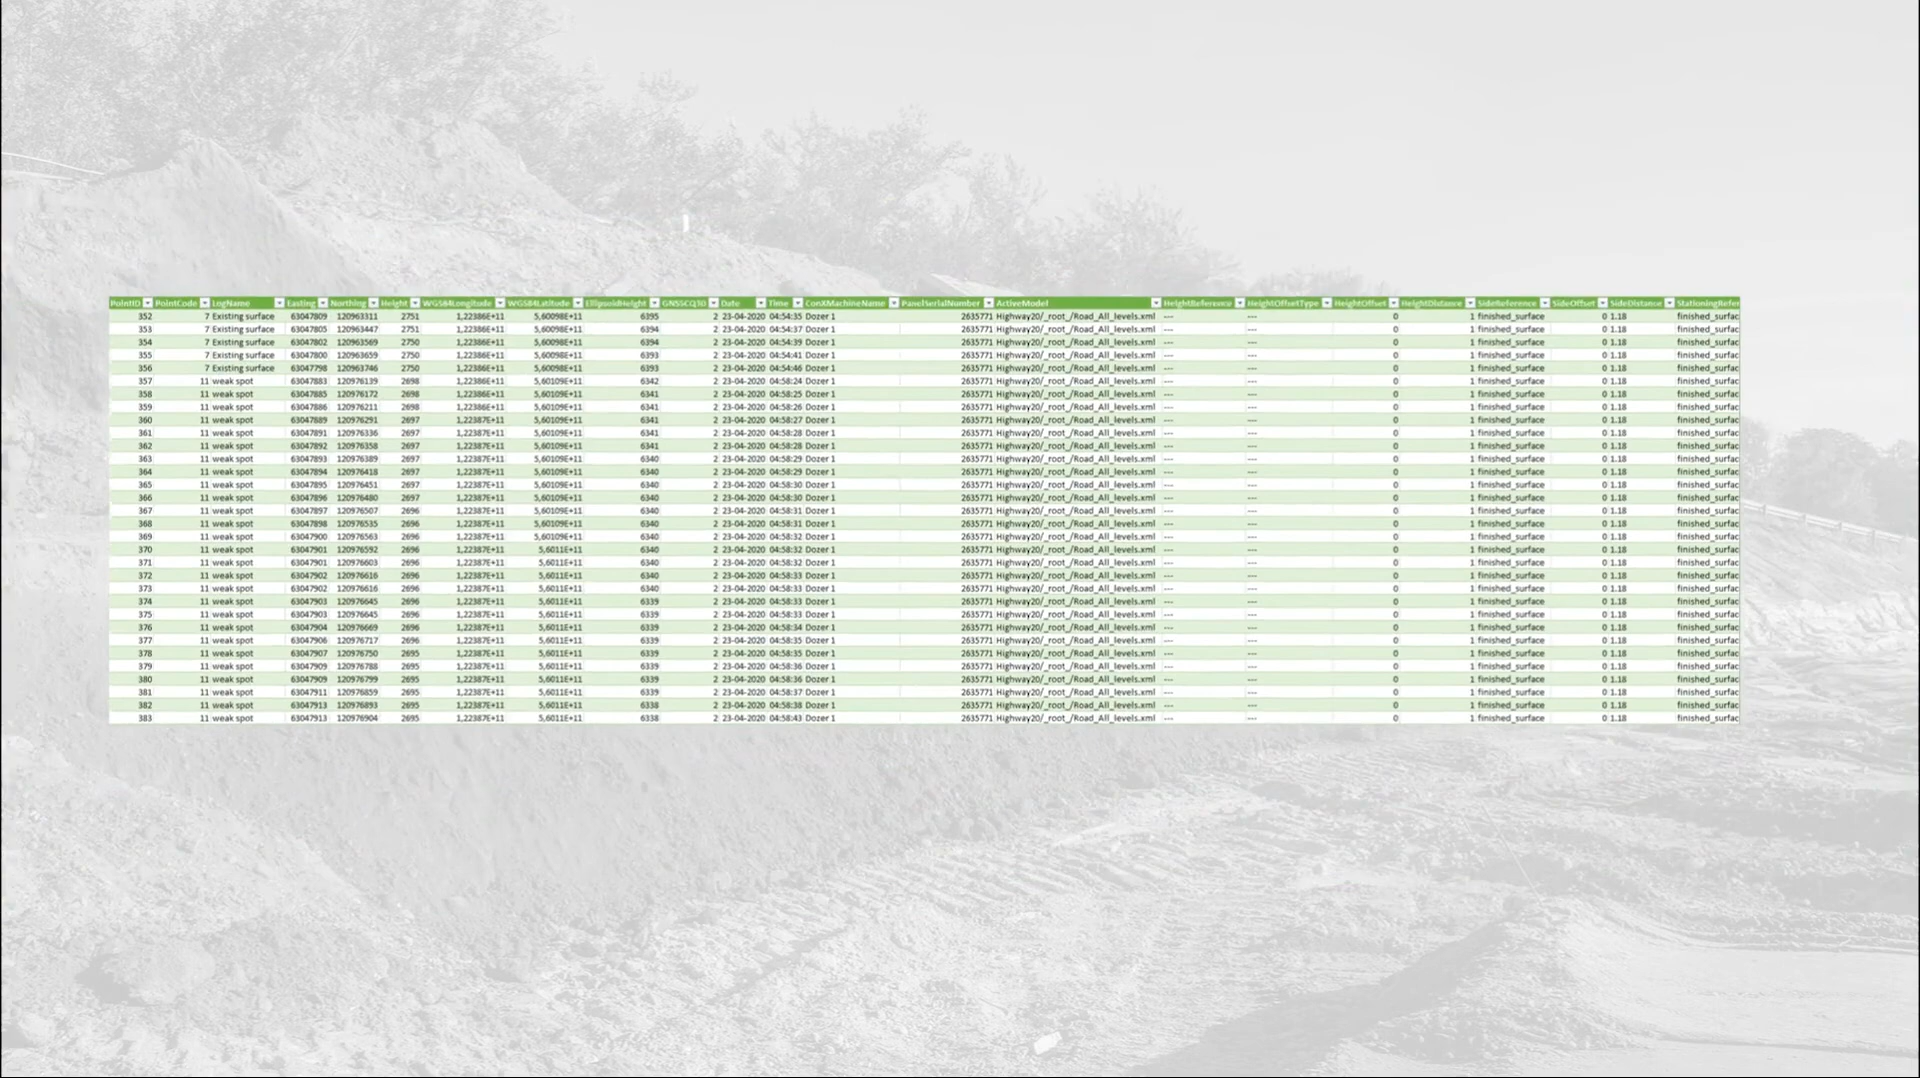 PointID PointCode LogName Easting Northing Height WGS84Longitude WGS84Latitude EllipsoidHeight GNSSCQ3D Date Time ConXMachineName PanelSerialNumber ActiveModel HeightReference HeightOffsetType HeightOffset HeightDistance SideReference SideOffset SideDistance StationingRefer
352 7 Existing surface 63047809 120963311 2751 1,22386E+11 5,60098E+11 6395 2 23-04-2020 04:54:35 Dozer 1 2635771 Highway20/_root_/Road_All_levels.xml --- --- 0 1 finished_surface 0 1.18 finished_surfac
353 7 Existing surface 63047805 120963447 2751 1,22386E+11 5,60098E+11 6394 2 23-04-2020 04:54:37 Dozer 1 2635771 Highway20/_root_/Road_All_levels.xml --- --- 0 1 finished_surface 0 1.18 finished_surfac
354 7 Existing surface 63047802 120963569 2750 1,22386E+11 5,60098E+11 6394 2 23-04-2020 04:54:39 Dozer 1 2635771 Highway20/_root_/Road_All_levels.xml --- --- 0 1 finished_surface 0 1.18 finished_surfac
355 7 Existing surface 63047800 120963659 2750 1,22386E+11 5,60098E+11 6393 2 23-04-2020 04:54:41 Dozer 1 2635771 Highway20/_root_/Road_All_levels.xml --- --- 0 1 finished_surface 0 1.18 finished_surfac
356 7 Existing surface 63047798 120963746 2750 1,22386E+11 5,60098E+11 6393 2 23-04-2020 04:54:46 Dozer 1 2635771 Highway20/_root_/Road_All_levels.xml --- --- 0 1 finished_surface 0 1.18 finished_surfac
357 11 weak spot 63047883 120976139 2698 1,22386E+11 5,60109E+11 6342 2 23-04-2020 04:58:24 Dozer 1 2635771 Highway20/_root_/Road_All_levels.xml --- --- 0 1 finished_surface 0 1.18 finished_surfac
358 11 weak spot 63047885 120976172 2698 1,22386E+11 5,60109E+11 6341 2 23-04-2020 04:58:25 Dozer 1 2635771 Highway20/_root_/Road_All_levels.xml --- --- 0 1 finished_surface 0 1.18 finished_surfac
359 11 weak spot 63047886 120976211 2698 1,22386E+11 5,60109E+11 6341 2 23-04-2020 04:58:26 Dozer 1 2635771 Highway20/_root_/Road_All_levels.xml --- --- 0 1 finished_surface 0 1.18 finished_surfac
360 11 weak spot 63047889 120976291 2697 1,22387E+11 5,60109E+11 6341 2 23-04-2020 04:58:27 Dozer 1 2635771 Highway20/_root_/Road_All_levels.xml --- --- 0 1 finished_surface 0 1.18 finished_surfac
361 11 weak spot 63047891 120976336 2697 1,22387E+11 5,60109E+11 6341 2 23-04-2020 04:58:28 Dozer 1 2635771 Highway20/_root_/Road_All_levels.xml --- --- 0 1 finished_surface 0 1.18 finished_surfac
362 11 weak spot 63047892 120976358 2697 1,22387E+11 5,60109E+11 6341 2 23-04-2020 04:58:28 Dozer 1 2635771 Highway20/_root_/Road_All_levels.xml --- --- 0 1 finished_surface 0 1.18 finished_surfac
363 11 weak spot 63047893 120976389 2697 1,22387E+11 5,60109E+11 6340 2 23-04-2020 04:58:29 Dozer 1 2635771 Highway20/_root_/Road_All_levels.xml --- --- 0 1 finished_surface 0 1.18 finished_surfac
364 11 weak spot 63047894 120976418 2697 1,22387E+11 5,60109E+11 6340 2 23-04-2020 04:58:29 Dozer 1 2635771 Highway20/_root_/Road_All_levels.xml --- --- 0 1 finished_surface 0 1.18 finished_surfac
365 11 weak spot 63047895 120976451 2697 1,22387E+11 5,60109E+11 6340 2 23-04-2020 04:58:30 Dozer 1 2635771 Highway20/_root_/Road_All_levels.xml --- --- 0 1 finished_surface 0 1.18 finished_surfac
366 11 weak spot 63047896 120976480 2697 1,22387E+11 5,60109E+11 6340 2 23-04-2020 04:58:30 Dozer 1 2635771 Highway20/_root_/Road_All_levels.xml --- --- 0 1 finished_surface 0 1.18 finished_surfac
367 11 weak spot 63047897 120976507 2696 1,22387E+11 5,60109E+11 6340 2 23-04-2020 04:58:31 Dozer 1 2635771 Highway20/_root_/Road_All_levels.xml --- --- 0 1 finished_surface 0 1.18 finished_surfac
368 11 weak spot 63047898 120976535 2696 1,22387E+11 5,60109E+11 6340 2 23-04-2020 04:58:31 Dozer 1 2635771 Highway20/_root_/Road_All_levels.xml --- --- 0 1 finished_surface 0 1.18 finished_surfac
369 11 weak spot 63047900 120976563 2696 1,22387E+11 5,60109E+11 6340 2 23-04-2020 04:58:32 Dozer 1 2635771 Highway20/_root_/Road_All_levels.xml --- --- 0 1 finished_surface 0 1.18 finished_surfac
370 11 weak spot 63047901 120976592 2696 1,22387E+11 5,6011E+11 6340 2 23-04-2020 04:58:32 Dozer 1 2635771 Highway20/_root_/Road_All_levels.xml --- --- 0 1 finished_surface 0 1.18 finished_surfac
371 11 weak spot 63047901 120976603 2696 1,22387E+11 5,6011E+11 6340 2 23-04-2020 04:58:32 Dozer 1 2635771 Highway20/_root_/Road_All_levels.xml --- --- 0 1 finished_surface 0 1.18 finished_surfac
372 11 weak spot 63047902 120976616 2696 1,22387E+11 5,6011E+11 6340 2 23-04-2020 04:58:33 Dozer 1 2635771 Highway20/_root_/Road_All_levels.xml --- --- 0 1 finished_surface 0 1.18 finished_surfac
373 11 weak spot 63047902 120976616 2696 1,22387E+11 5,6011E+11 6340 2 23-04-2020 04:58:33 Dozer 1 2635771 Highway20/_root_/Road_All_levels.xml --- --- 0 1 finished_surface 0 1.18 finished_surfac
374 11 weak spot 63047903 120976645 2696 1,22387E+11 5,6011E+11 6339 2 23-04-2020 04:58:33 Dozer 1 2635771 Highway20/_root_/Road_All_levels.xml --- --- 0 1 finished_surface 0 1.18 finished_surfac
375 11 weak spot 63047903 120976645 2696 1,22387E+11 5,6011E+11 6339 2 23-04-2020 04:58:33 Dozer 1 2635771 Highway20/_root_/Road_All_levels.xml --- --- 0 1 finished_surface 0 1.18 finished_surfac
376 11 weak spot 63047904 120976669 2696 1,22387E+11 5,6011E+11 6339 2 23-04-2020 04:58:34 Dozer 1 2635771 Highway20/_root_/Road_All_levels.xml --- --- 0 1 finished_surface 0 1.18 finished_surfac
377 11 weak spot 63047906 120976717 2696 1,22387E+11 5,6011E+11 6339 2 23-04-2020 04:58:35 Dozer 1 2635771 Highway20/_root_/Road_All_levels.xml --- --- 0 1 finished_surface 0 1.18 finished_surfac
378 11 weak spot 63047907 120976750 2695 1,22387E+11 5,6011E+11 6339 2 23-04-2020 04:58:35 Dozer 1 2635771 Highway20/_root_/Road_All_levels.xml --- --- 0 1 finished_surface 0 1.18 finished_surfac
379 11 weak spot 63047909 120976788 2695 1,22387E+11 5,6011E+11 6339 2 23-04-2020 04:58:36 Dozer 1 2635771 Highway20/_root_/Road_All_levels.xml --- --- 0 1 finished_surface 0 1.18 finished_surfac
380 11 weak spot 63047909 120976799 2695 1,22387E+11 5,6011E+11 6339 2 23-04-2020 04:58:36 Dozer 1 2635771 Highway20/_root_/Road_All_levels.xml --- --- 0 1 finished_surface 0 1.18 finished_surfac
381 11 weak spot 63047911 120976859 2695 1,22387E+11 5,6011E+11 6339 2 23-04-2020 04:58:37 Dozer 1 2635771 Highway20/_root_/Road_All_levels.xml --- --- 0 1 finished_surface 0 1.18 finished_surfac
382 11 weak spot 63047913 120976893 2695 1,22387E+11 5,6011E+11 6338 2 23-04-2020 04:58:38 Dozer 1 2635771 Highway20/_root_/Road_All_levels.xml --- --- 0 1 finished_surface 0 1.18 finished_surfac
383 11 weak spot 63047913 120976904 2695 1,22387E+11 5,6011E+11 6338 2 23-04-2020 04:58:43 Dozer 1 2635771 Highway20/_root_/Road_All_levels.xml --- --- 0 1 finished_surface 0 1.18 finished_surfac